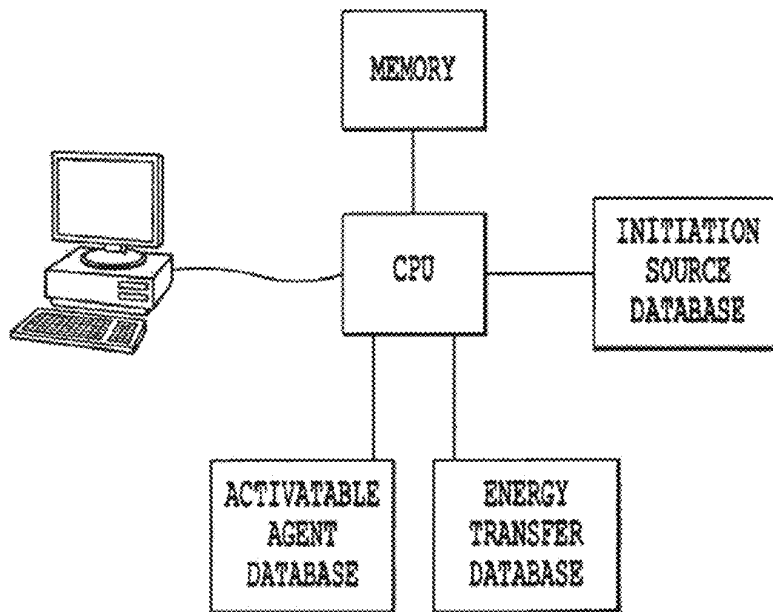 MEMORY
CPU
INITIATION
SOURCE
DATABASE
ACTIVATABLE
AGENT
DATABASE
ENERGY
TRANSFER
DATABASE